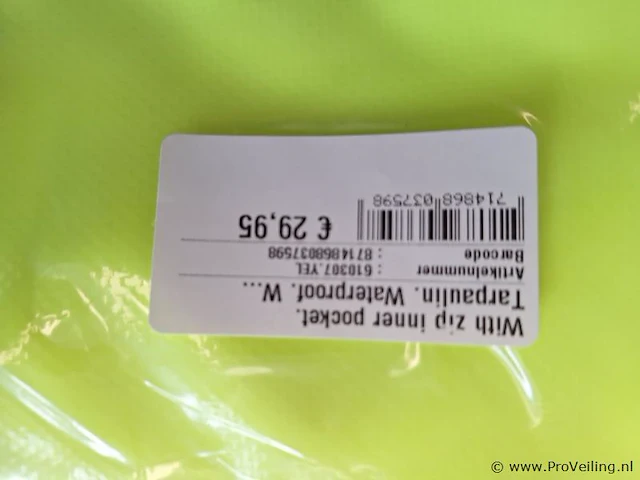 With zip inner pocket.
Tarpaulin. Waterproof. W...
Artikelnummer : 610307.YEL
Barcode : 8714868037598
€ 29,95
714868 037598
© www.ProVeiling.nl